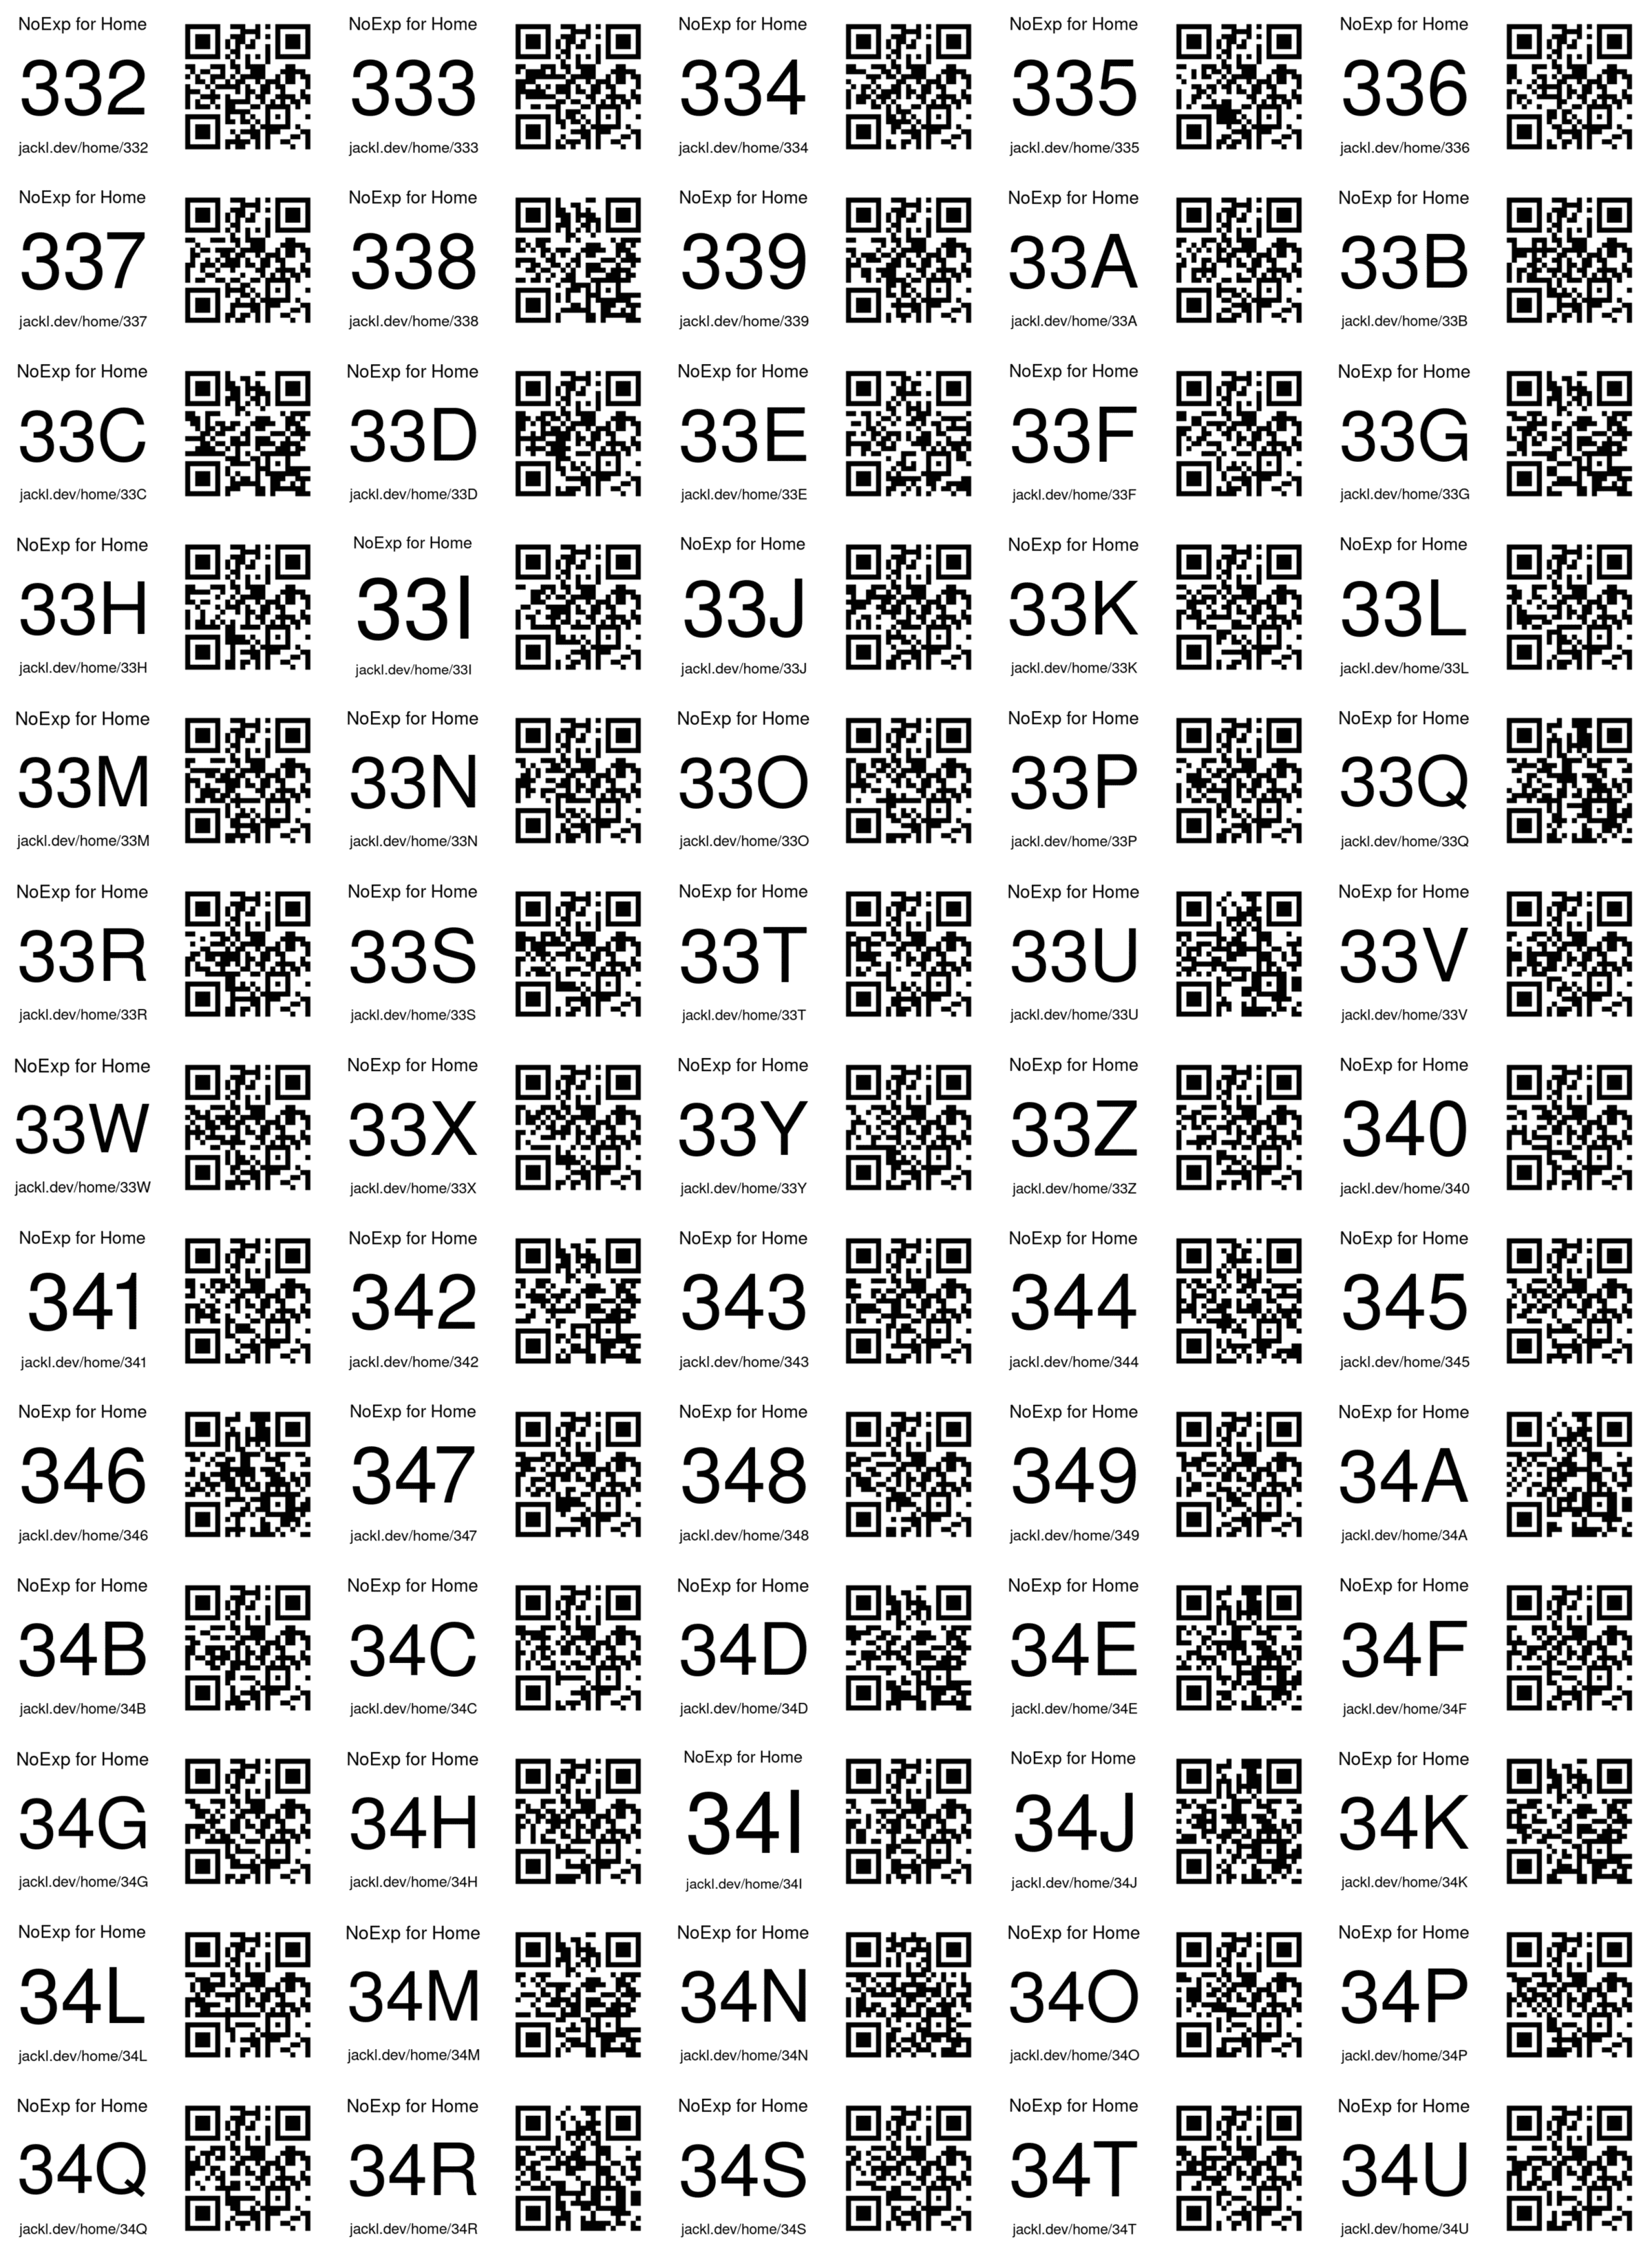 NoExp for Home
332
jackl.dev/home/332
NoExp for Home
333
jackl.dev/home/333
NoExp for Home
334
jackl.dev/home/334
NoExp for Home
335
jackl.dev/home/335
NoExp for Home
336
jackl.dev/home/336
NoExp for Home
337
jackl.dev/home/337
NoExp for Home
338
jackl.dev/home/338
NoExp for Home
339
jackl.dev/home/339
NoExp for Home
33A
jackl.dev/home/33A
NoExp for Home
33B
jackl.dev/home/33B
NoExp for Home
33C
jackl.dev/home/33C
NoExp for Home
33D
jackl.dev/home/33D
NoExp for Home
33E
jackl.dev/home/33E
NoExp for Home
33F
jackl.dev/home/33F
NoExp for Home
33G
jackl.dev/home/33G
NoExp for Home
33H
jackl.dev/home/33H
NoExp for Home
33I
jackl.dev/home/33I
NoExp for Home
33J
jackl.dev/home/33J
NoExp for Home
33K
jackl.dev/home/33K
NoExp for Home
33L
jackl.dev/home/33L
NoExp for Home
33M
jackl.dev/home/33M
NoExp for Home
33N
jackl.dev/home/33N
NoExp for Home
33O
jackl.dev/home/33O
NoExp for Home
33P
jackl.dev/home/33P
NoExp for Home
33Q
jackl.dev/home/33Q
NoExp for Home
33R
jackl.dev/home/33R
NoExp for Home
33S
jackl.dev/home/33S
NoExp for Home
33T
jackl.dev/home/33T
NoExp for Home
33U
jackl.dev/home/33U
NoExp for Home
33V
jackl.dev/home/33V
NoExp for Home
33W
jackl.dev/home/33W
NoExp for Home
33X
jackl.dev/home/33X
NoExp for Home
33Y
jackl.dev/home/33Y
NoExp for Home
33Z
jackl.dev/home/33Z
NoExp for Home
340
jackl.dev/home/340
NoExp for Home
341
jackl.dev/home/341
NoExp for Home
342
jackl.dev/home/342
NoExp for Home
343
jackl.dev/home/343
NoExp for Home
344
jackl.dev/home/344
NoExp for Home
345
jackl.dev/home/345
NoExp for Home
346
jackl.dev/home/346
NoExp for Home
347
jackl.dev/home/347
NoExp for Home
348
jackl.dev/home/348
NoExp for Home
349
jackl.dev/home/349
NoExp for Home
34A
jackl.dev/home/34A
NoExp for Home
34B
jackl.dev/home/34B
NoExp for Home
34C
jackl.dev/home/34C
NoExp for Home
34D
jackl.dev/home/34D
NoExp for Home
34E
jackl.dev/home/34E
NoExp for Home
34F
jackl.dev/home/34F
NoExp for Home
34G
jackl.dev/home/34G
NoExp for Home
34H
jackl.dev/home/34H
NoExp for Home
34I
jackl.dev/home/34I
NoExp for Home
34J
jackl.dev/home/34J
NoExp for Home
34K
jackl.dev/home/34K
NoExp for Home
34L
jackl.dev/home/34L
NoExp for Home
34M
jackl.dev/home/34M
NoExp for Home
34N
jackl.dev/home/34N
NoExp for Home
34O
jackl.dev/home/34O
NoExp for Home
34P
jackl.dev/home/34P
NoExp for Home
34Q
jackl.dev/home/34Q
NoExp for Home
34R
jackl.dev/home/34R
NoExp for Home
34S
jackl.dev/home/34S
NoExp for Home
34T
jackl.dev/home/34T
NoExp for Home
34U
jackl.dev/home/34U